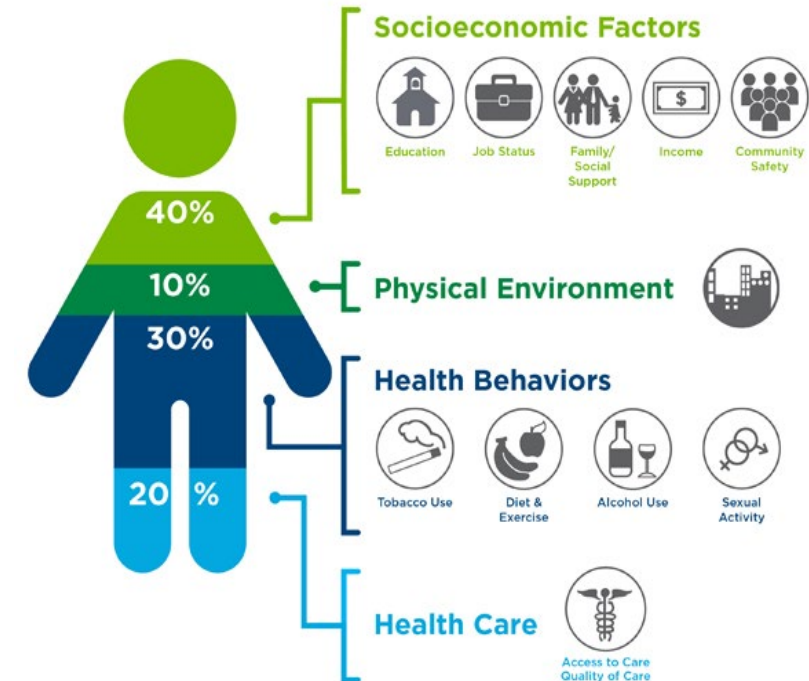 Socioeconomic Factors
$
Education
Job Status
Family/
Social
Support
Income
Community
Safety
40%
10%
Physical Environment
30%
Health Behaviors
Tobacco Use
Diet &
Exercise
Alcohol Use
Sexual
Activity
20 %
Health Care
Access to Care
Quality of Care